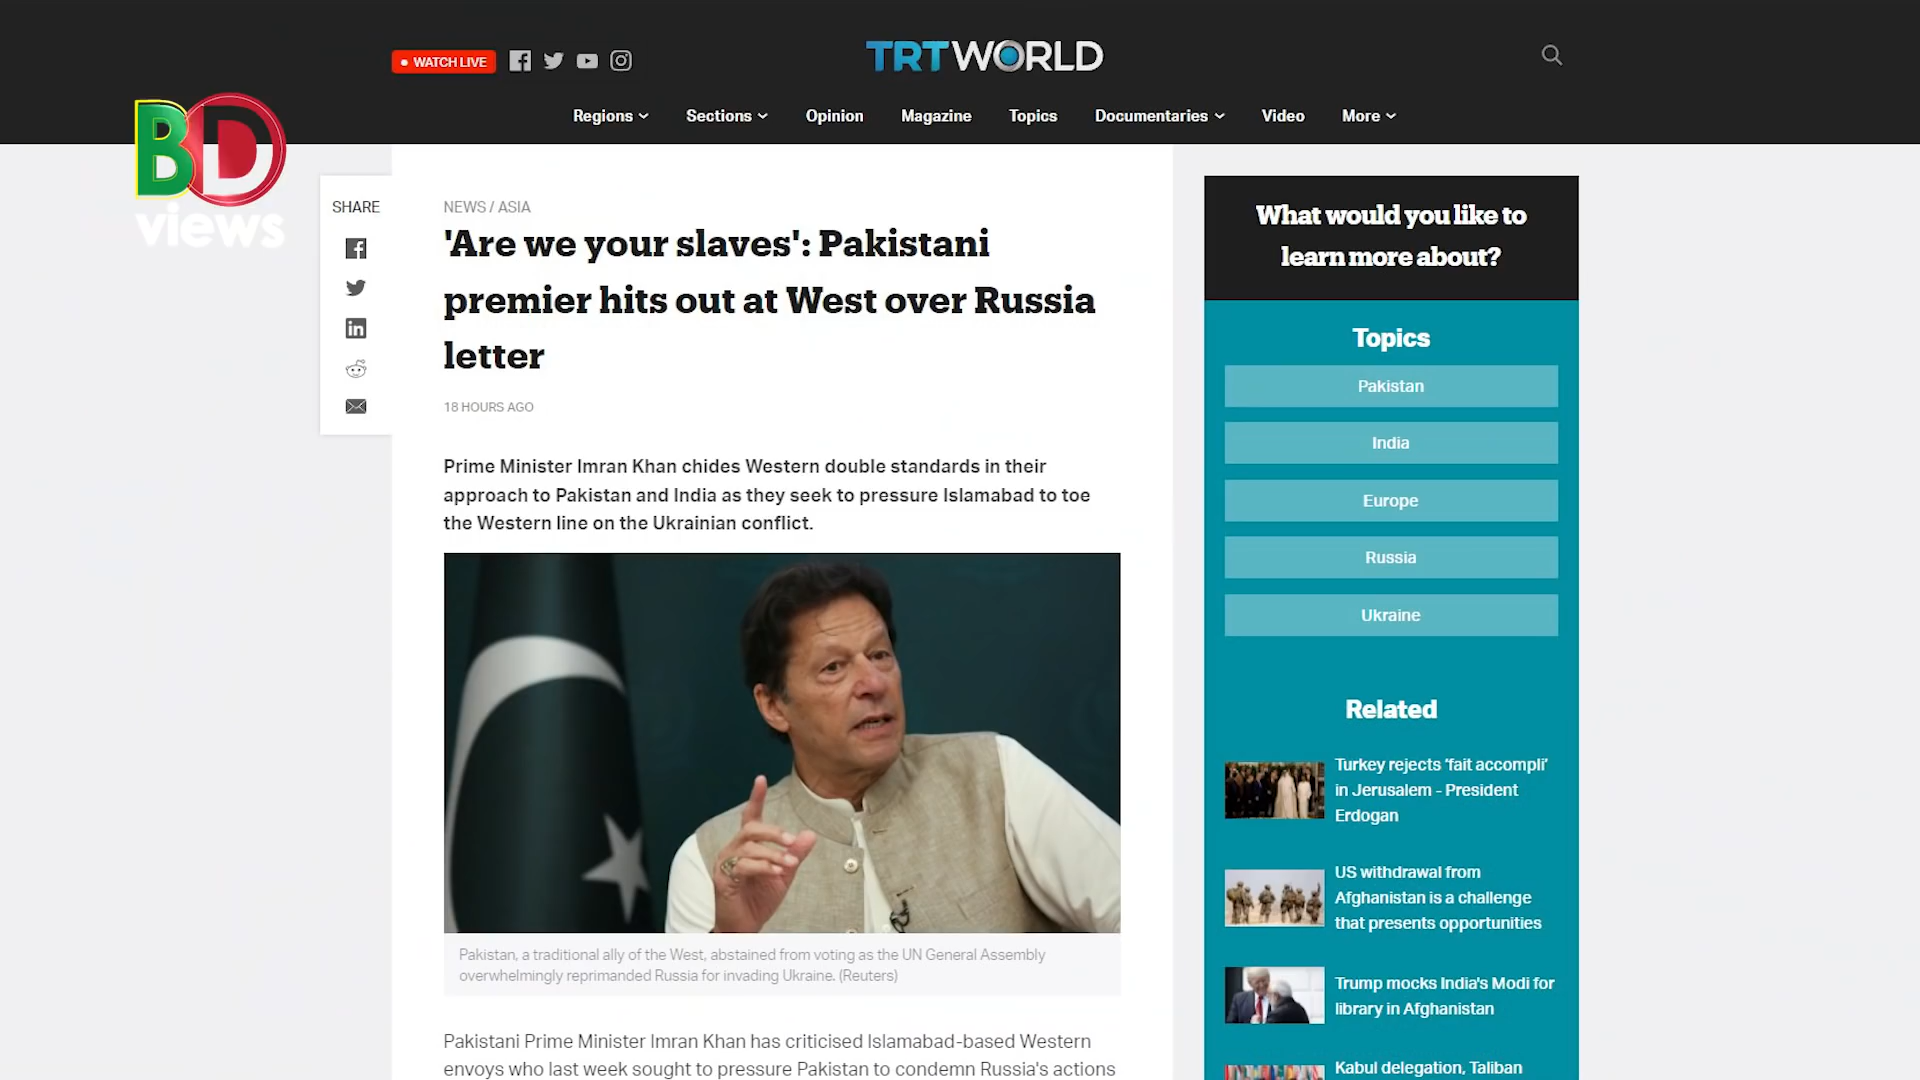 WATCH LIVE
TRTWORLD
Regions
Sections
Opinion
Magazine
Topics
Documentaries
Video
More
BD
views
SHARE
NEWS / ASIA
'Are we your slaves': Pakistani
premier hits out at West over Russia
letter
18 HOURS AGO
Prime Minister Imran Khan chides Western double standards in their
approach to Pakistan and India as they seek to pressure Islamabad to toe
the Western line on the Ukrainian conflict.
Pakistan, a traditional ally of the West, abstained from voting as the UN General Assembly
overwhelmingly reprimanded Russia for invading Ukraine. (Reuters)
Pakistani Prime Minister Imran Khan has criticised Islamabad-based Western
envoys who last week sought to pressure Pakistan to condemn Russia's actions
What would you like to
learn more about?
Topics
Pakistan
India
Europe
Russia
Ukraine
Related
Turkey rejects ‘fait accompli’
in Jerusalem - President
Erdogan
US withdrawal from
Afghanistan is a challenge
that presents opportunities
Trump mocks India's Modi for
library in Afghanistan
Kabul delegation, Taliban